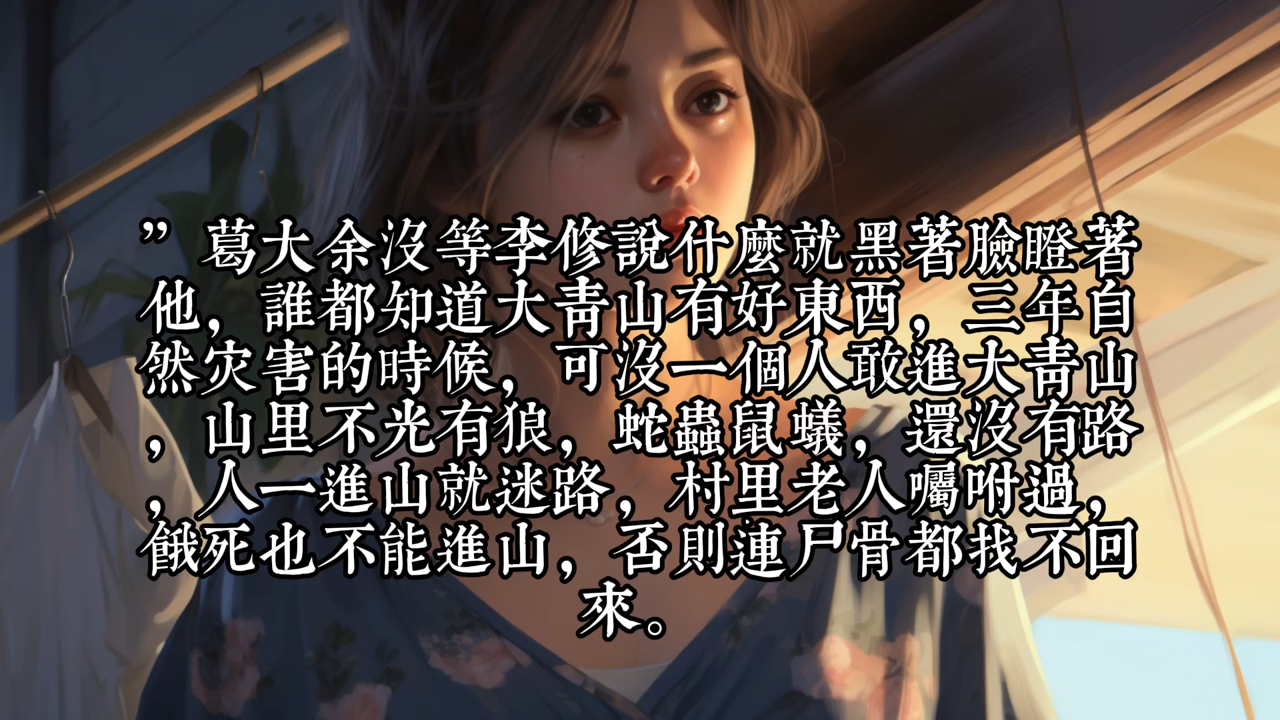 ”葛大余沒等李修說什麼就黑著臉瞪著
他，誰都知道大青山有好東西，三年自
然灾害的時候，可沒一個人敢進大青山
，山里不光有狼，蛇蟲鼠蟻，還沒有路
，人一進山就迷路，村里老人囑咐過，
餓死也不能進山，否則連尸骨都找不回
來。